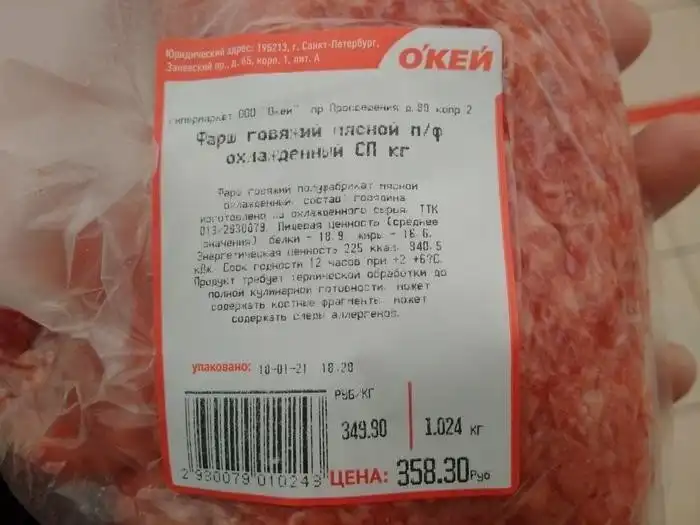 Юридический адрес: 195213, г. Санкт-Петербург,
Заневский пр., д. 65, корп. 1, лит. А
О'КЕЙ
гипермаркет ООО "Окей" пр Просвещения д.80 копр 2
Фарш говяжий мясной п/ф
охлажденный СП кг
Фарш говяжий полуфабрикат мясной
охлажденный. состав: говядина
изготовлено из охлажденного сырья. ТТК
013/2930079. Пищевая ценность (среднее
значения) белки - 18.9 жиры - 16.6.
Энергетическая ценность 225 ккал. 940.5
кДж. Срок годности 12 часов при +2 +6°C.
Продукт требует термической обработки до
полной кулинарной готовности. может
содержать костные фрагменты. может
содержать следы аллергенов.
упаковано: 10-01-21 18:20
РУБ/КГ
349.90 1.024 кг
2 930079 010243
ЦЕНА: 358.30 Руб